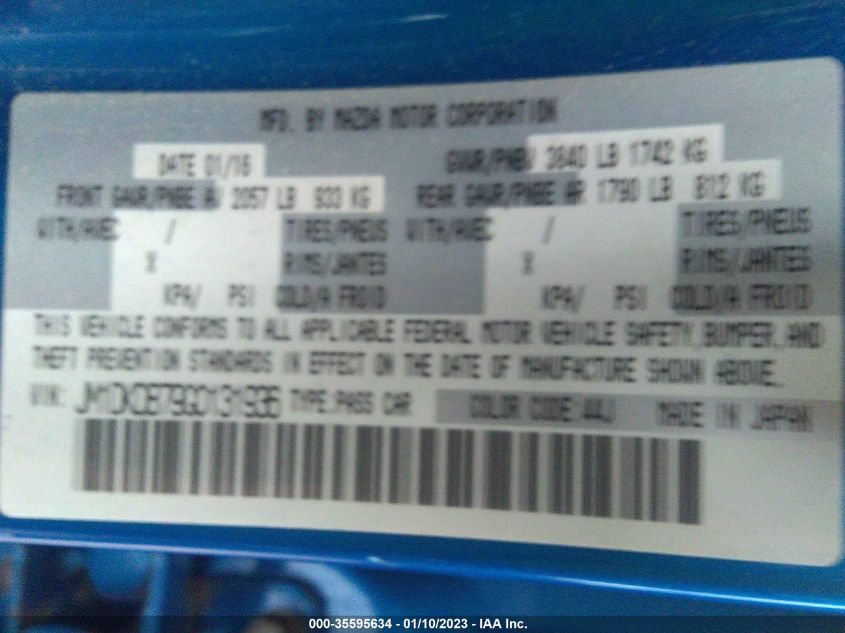 MFD. BY MAZDA MOTOR CORPORATION
DATE 01/16 GVWR/PNBV 3840 LB 1742 KG
FRONT GAWR/PNBE AV 2057 LB 933 KG REAR GAWR/PNBE AR 1790 LB 812 KG
WITH/AVEC / TIRES/PNEUS WITH/AVEC / TIRES/PNEUS
X RIMS/JANTES X RIMS/JANTES
KPA/ PSI COLD/A FROID KPA/ PSI COLD/A FROID
THIS VEHICLE CONFORMS TO ALL APPLICABLE FEDERAL MOTOR VEHICLE SAFETY, BUMPER, AND
THEFT PREVENTION STANDARDS IN EFFECT ON THE DATE OF MANUFACTURE SHOWN ABOVE.
VIN: TYPE:PASS CAR COLOR CODE:44J MADE IN JAPAN
000-35595634 - 01/10/2023 - IAA Inc.